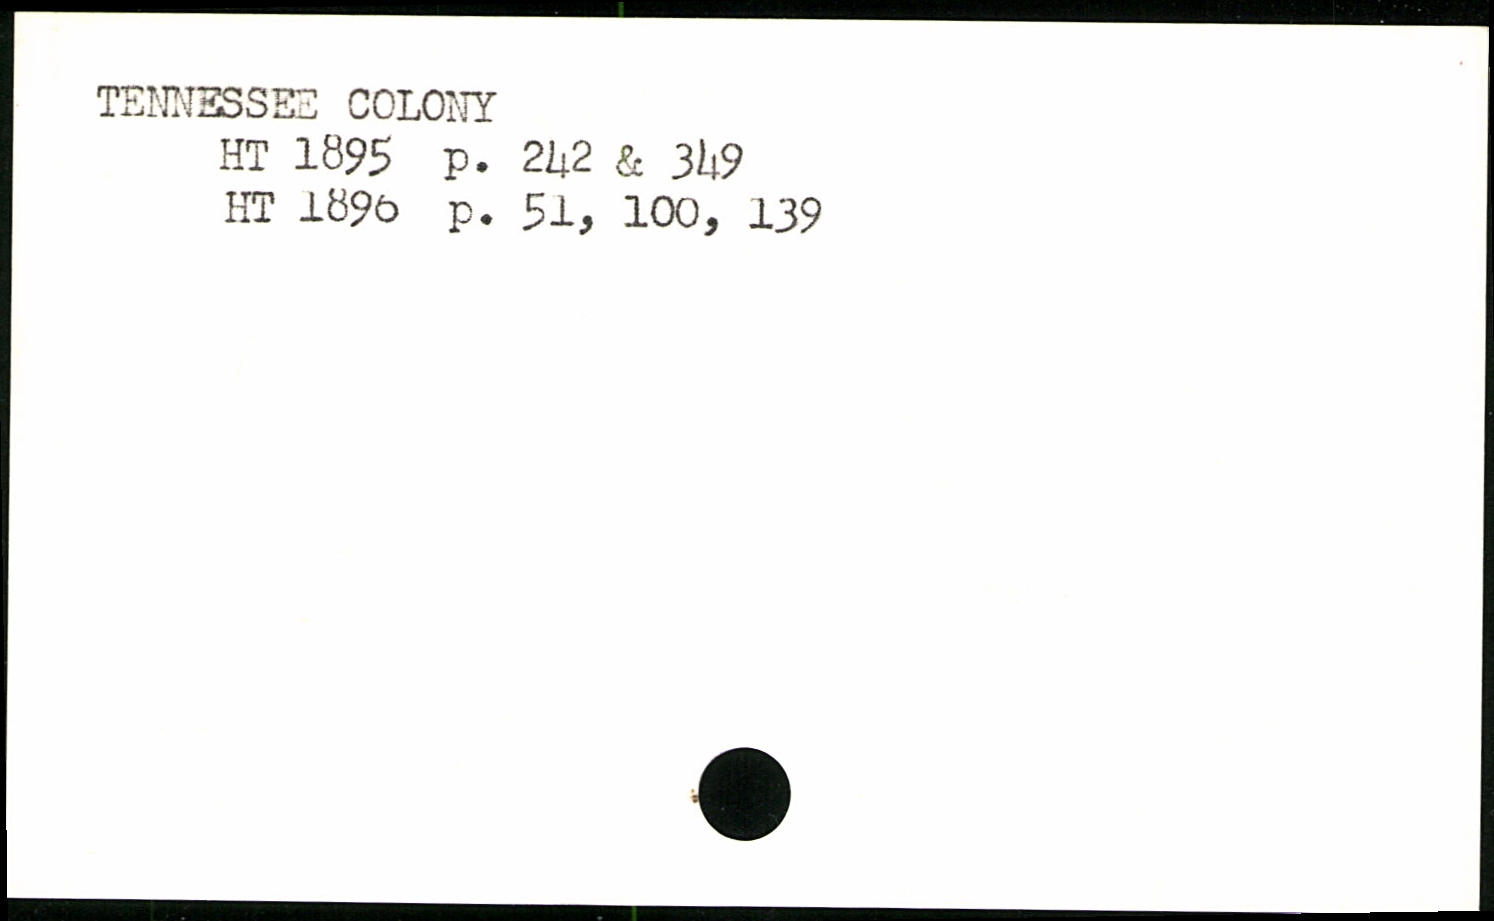 TENNESSEE COLONY
HT 1895 p. 242 & 349
HT 1896 p. 51, 100, 139